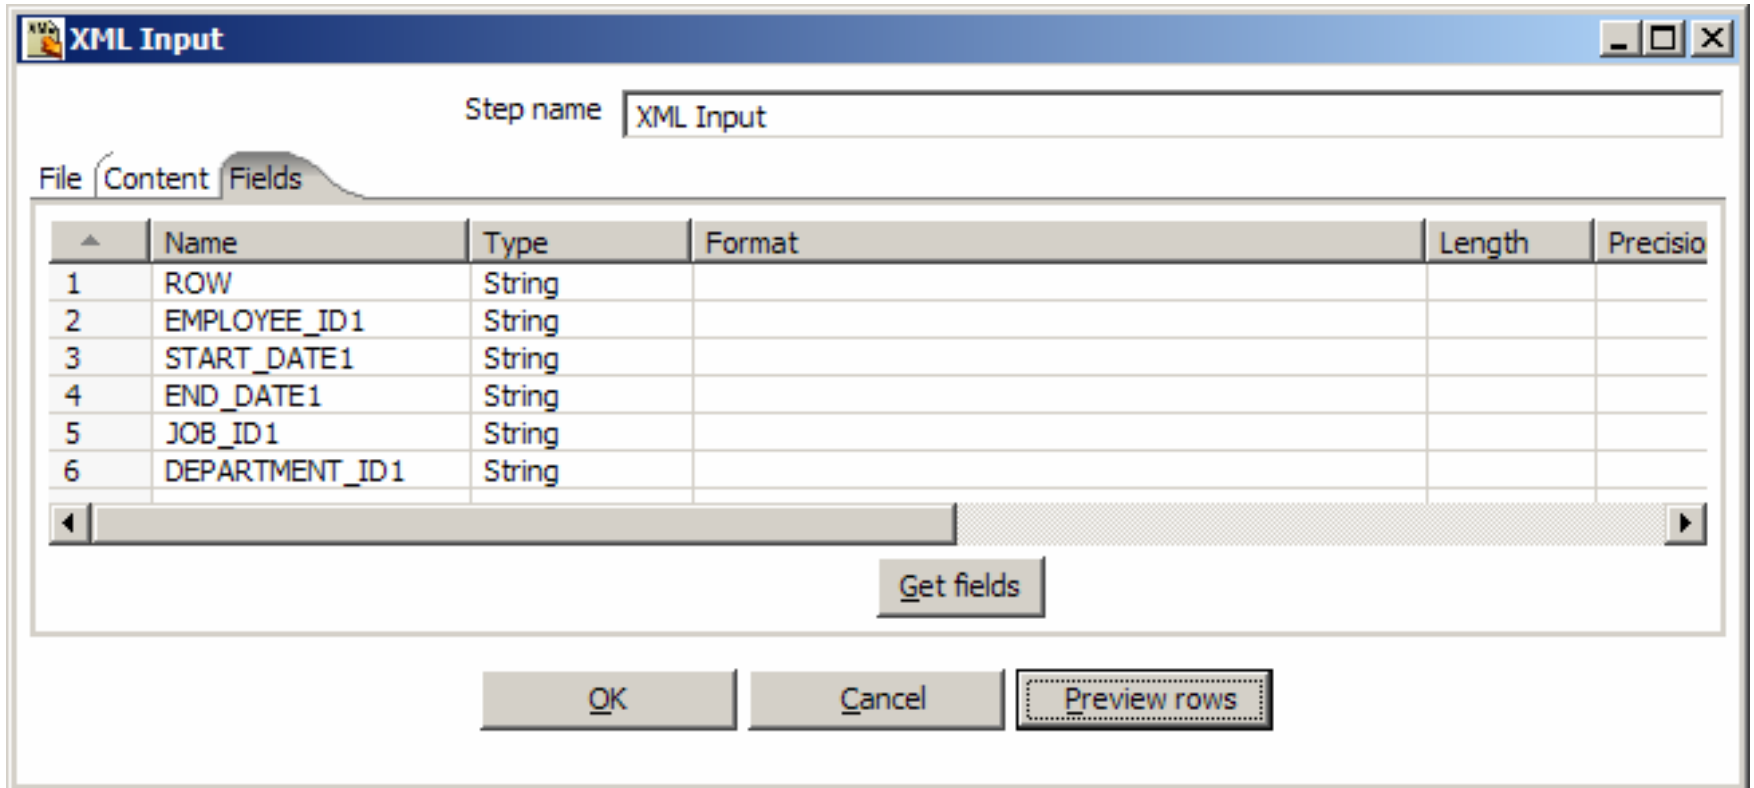 XML Input
Step name XML Input
File Content Fields
Name Type Format Length Precisio
1 ROW String
2 EMPLOYEE_ID1 String
3 START_DATE1 String
4 END_DATE1 String
5 JOB_ID1 String
6 DEPARTMENT_ID1 String
Get fields
OK Cancel Preview rows